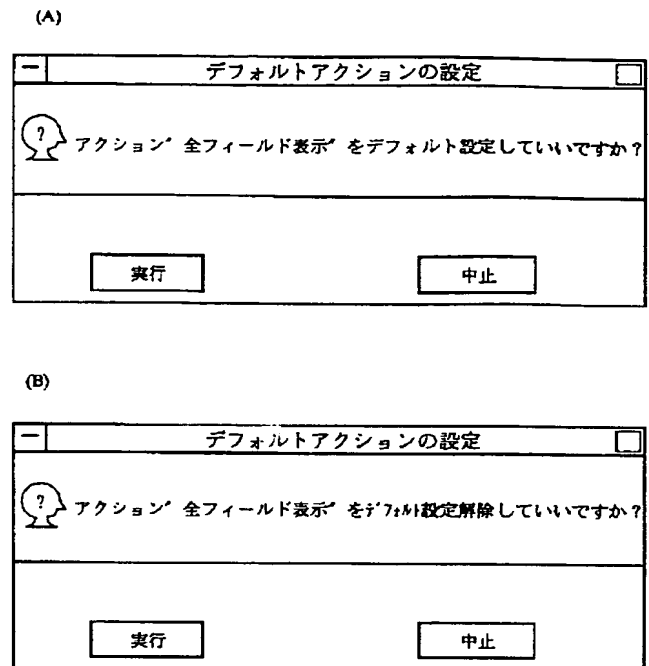 (A)
デフォルトアクションの設定
アクション" 全フィールド表示" をデフォルト設定していいですか？
実行 中止
(B)
デフォルトアクションの設定
アクション" 全フィールド表示" をﾃﾞﾌｫﾙﾄ設定解除していいですか？
実行 中止